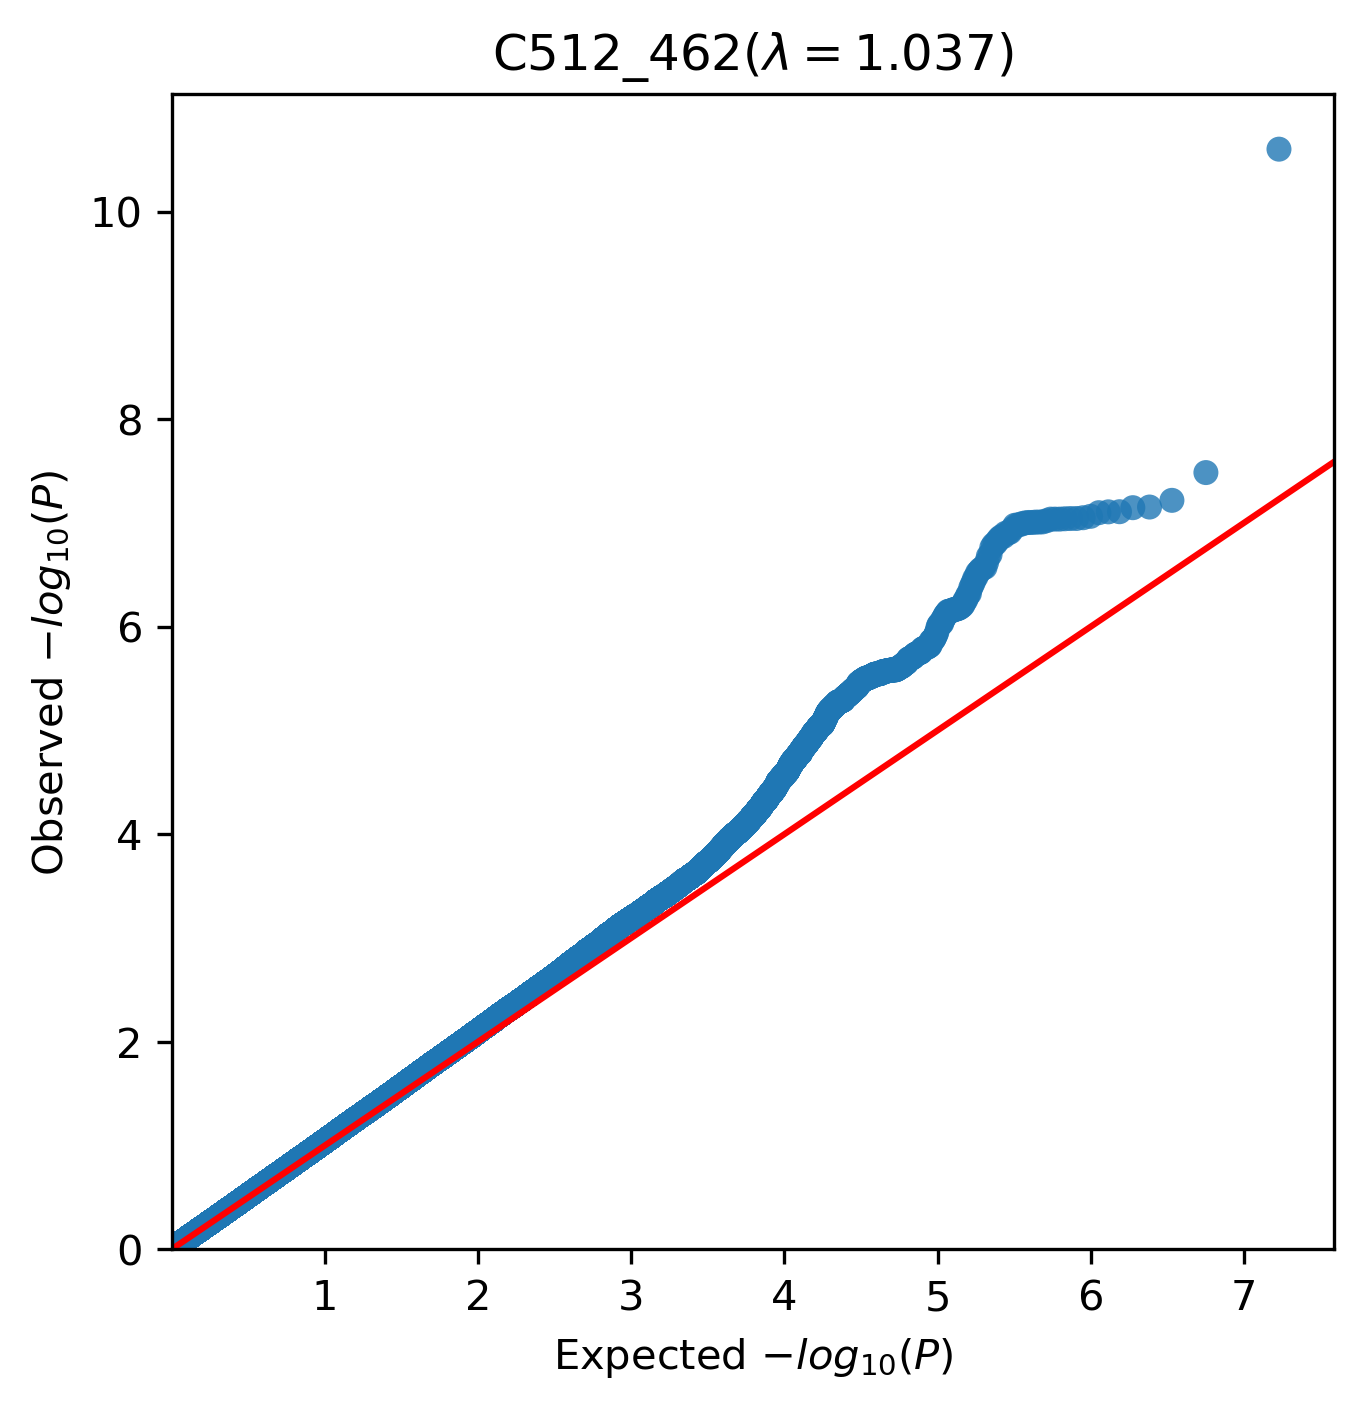 C512_462(λ = 1.037)
Observed −log₁₀(P)
10
8
6
4
2
0
1 2 3 4 5 6 7
Expected −log₁₀(P)